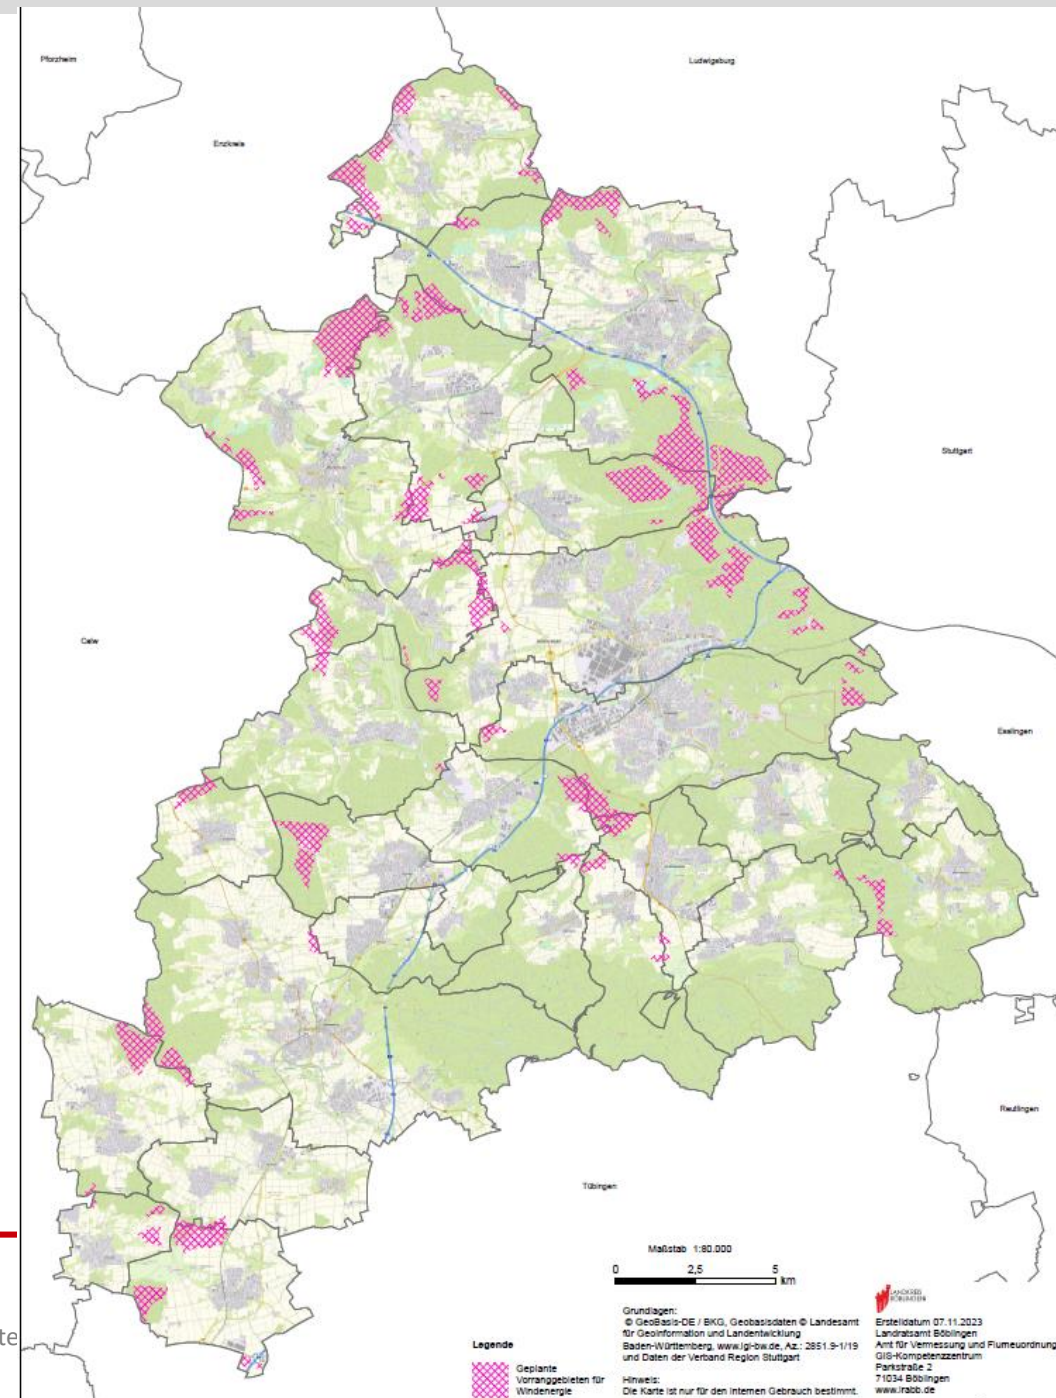 Pforzheim
Ludwigsburg
Enzkreis
Stuttgart
Calw
Esslingen
Reutlingen
Tübingen
Maßstab 1:80.000
0 2,5 5
km
te
Legende
Geplante
Vorranggebieten für
Windenergie
Grundlagen:
© GeoBasis-DE / BKG, Geobasisdaten © Landesamt
für Geoinformation und Landentwicklung
Baden-Württemberg, www.lgl-bw.de, Az.: 2851.9-1/19
und Daten der Verband Region Stuttgart
Hinweis:
Die Karte ist nur für den internen Gebrauch bestimmt.
LANDKREIS
BÖBLINGEN
Erstelldatum 07.11.2023
Landratsamt Böblingen
Amt für Vermessung und Flurneuordnung
GIS-Kompetenzzentrum
Parkstraße 2
71034 Böblingen
www.lrabb.de